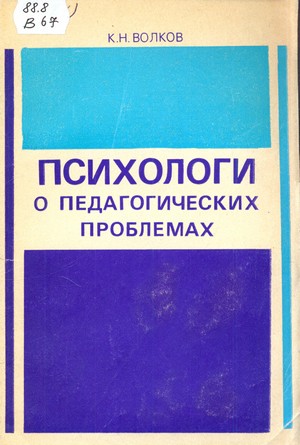 88.8
В 67
К.Н. ВОЛКОВ
ПСИХОЛОГИ
О ПЕДАГОГИЧЕСКИХ
ПРОБЛЕМАХ